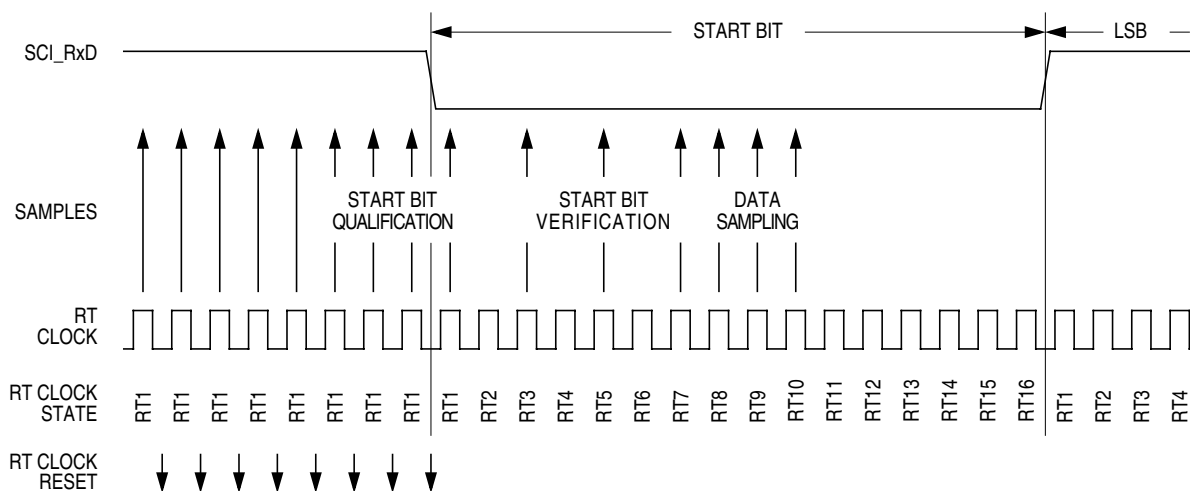 START BIT
LSB
SCI_RxD
SAMPLES
START BIT
QUALIFICATION
START BIT
VERIFICATION
DATA
SAMPLING
RT
CLOCK
RT CLOCK
STATE
RT1 RT1 RT1 RT1 RT1 RT1 RT1 RT1 RT1 RT2 RT3 RT4 RT5 RT6 RT7 RT8 RT9 RT10 RT11 RT12 RT13 RT14 RT15 RT16 RT1 RT2 RT3 RT4
RT CLOCK
RESET